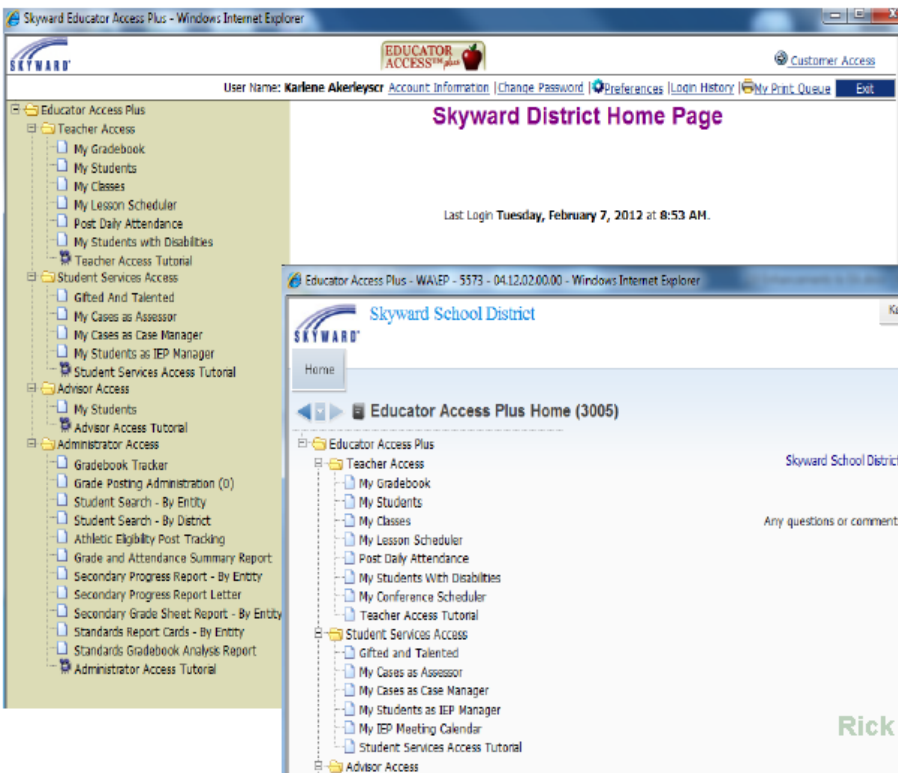 Skyward Educator Access Plus - Windows Internet Explorer
SKYWARD
EDUCATOR
ACCESS™ plus
Customer Access
User Name: Karlene Akerleyscr Account Information | Change Password | Preferences | Login History | My Print Queue Exit
Educator Access Plus
Teacher Access
My Gradebook
My Students
My Classes
My Lesson Scheduler
Post Daily Attendance
My Students with Disabilities
Teacher Access Tutorial
Student Services Access
Gifted And Talented
My Cases as Assessor
My Cases as Case Manager
My Students as IEP Manager
Student Services Access Tutorial
Advisor Access
My Students
Advisor Access Tutorial
Administrator Access
Gradebook Tracker
Grade Posting Administration (0)
Student Search - By Entity
Student Search - By District
Athletic Eligibility Post Tracking
Grade and Attendance Summary Report
Secondary Progress Report - By Entity
Secondary Progress Report Letter
Secondary Grade Sheet Report - By Entity
Standards Report Cards - By Entity
Standards Gradebook Analysis Report
Administrator Access Tutorial
Skyward District Home Page
Last Login Tuesday, February 7, 2012 at 8:53 AM.
Educator Access Plus - WA\EP - 5573 - 04.12.02.00.00 - Windows Internet Explorer
SKYWARD
Skyward School District
Home
Educator Access Plus Home (3005)
Educator Access Plus
Teacher Access
My Gradebook
My Students
My Classes
My Lesson Scheduler
Post Daily Attendance
My Students With Disabilities
My Conference Scheduler
Teacher Access Tutorial
Student Services Access
Gifted and Talented
My Cases as Assessor
My Cases as Case Manager
My Students as IEP Manager
My IEP Meeting Calendar
Student Services Access Tutorial
Advisor Access
Skyward School District
Any questions or comment
Rick